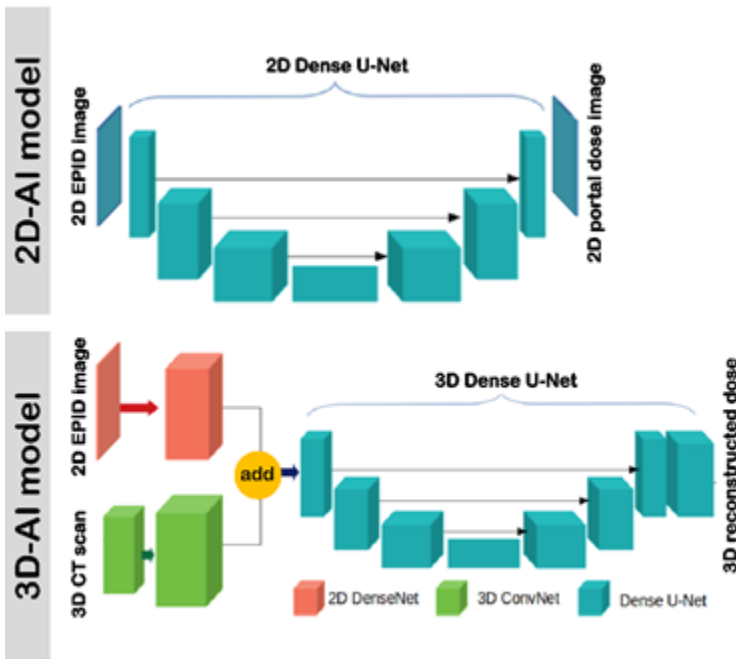 2D-AI model
2D EPID image
2D Dense U-Net
2D portal dose image
3D-AI model
2D EPID image
3D CT scan
add
3D Dense U-Net
3D reconstructed dose
2D DenseNet
3D ConvNet
Dense U-Net